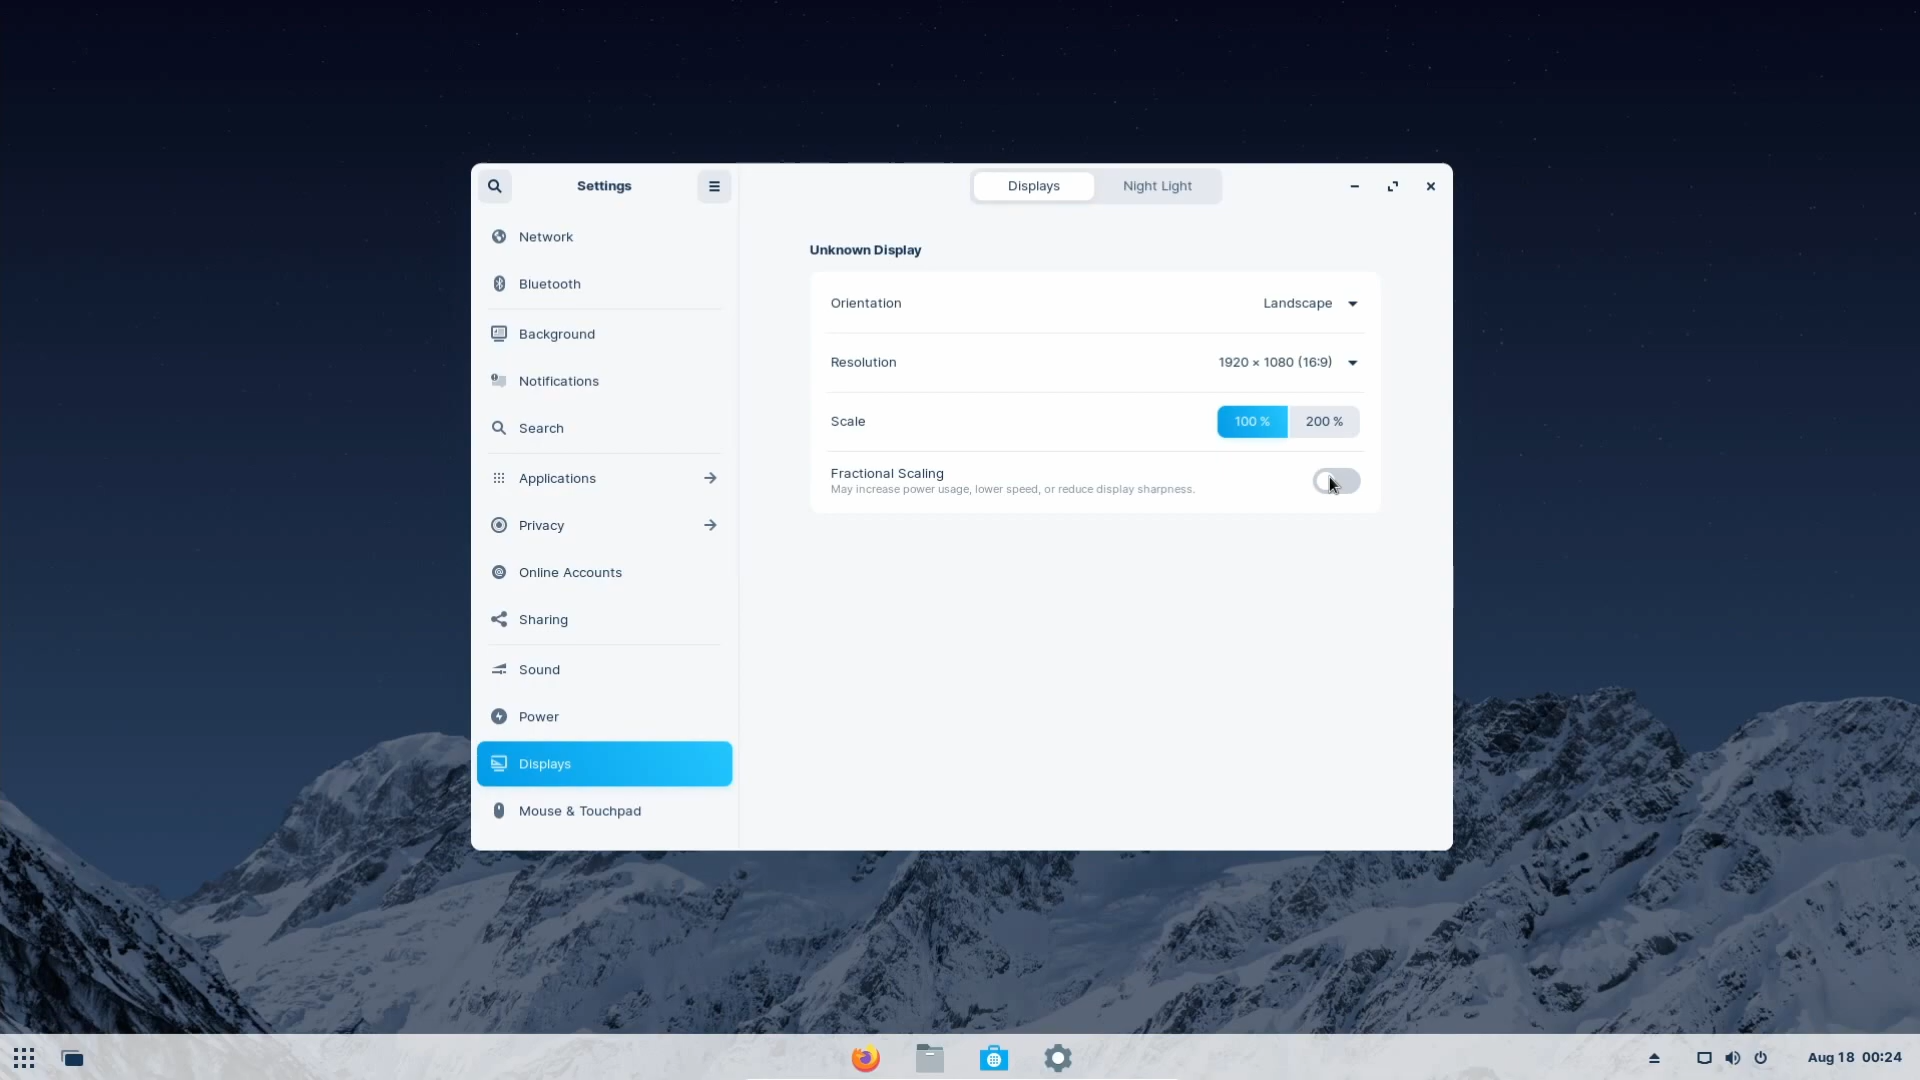 Settings
Displays
Night Light
Network
Bluetooth
Background
Notifications
Search
Applications
Privacy
Online Accounts
Sharing
Sound
Power
Displays
Mouse & Touchpad
Unknown Display
Orientation
Landscape
Resolution
1920 × 1080 (16:9)
Scale
100 %
200 %
Fractional Scaling
May increase power usage, lower speed, or reduce display sharpness.
Aug 18 00:24